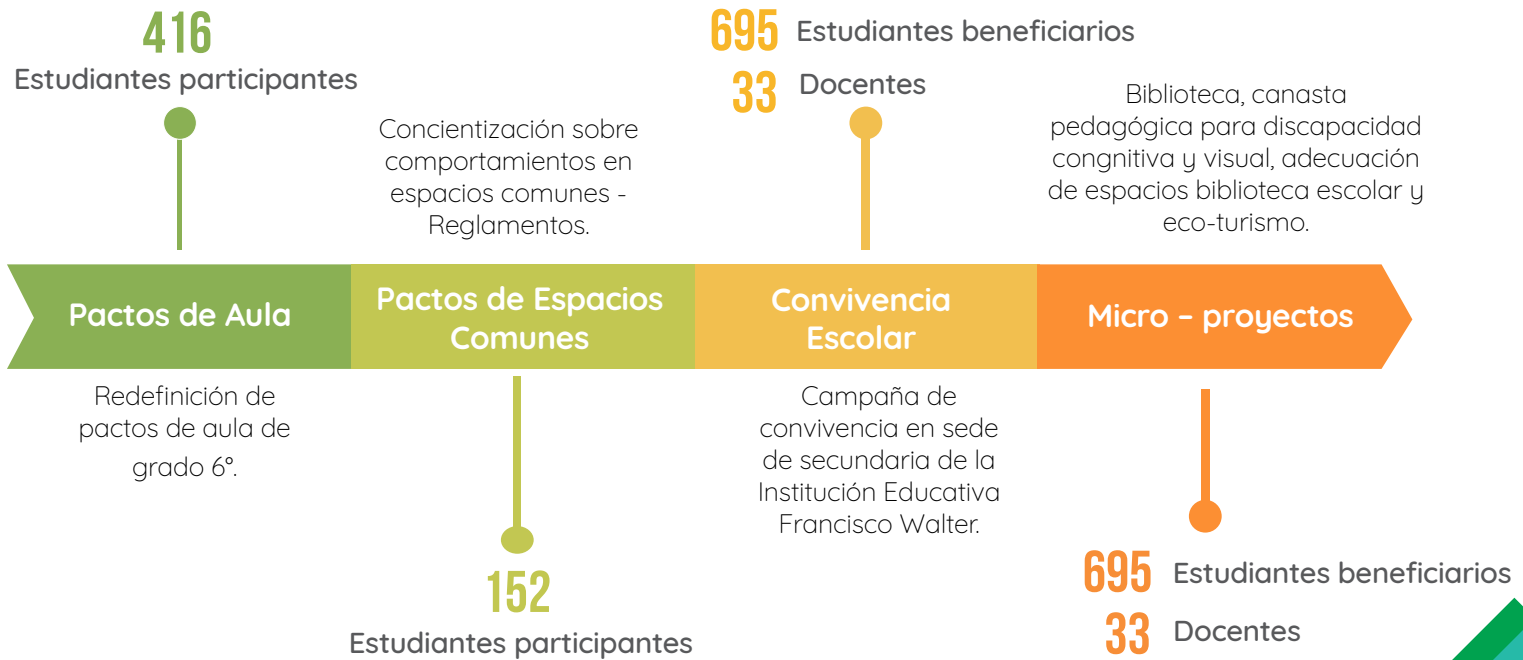 416
Estudiantes participantes
Concientización sobre
comportamientos en
espacios comunes -
Reglamentos.
695 Estudiantes beneficiarios
33 Docentes
Biblioteca, canasta
pedagógica para discapacidad
congnitiva y visual, adecuación
de espacios biblioteca escolar y
eco-turismo.
Pactos de Aula
Pactos de Espacios
Comunes
Convivencia
Escolar
Micro – proyectos
Redefinición de
pactos de aula de
grado 6°.
152
Estudiantes participantes
Campaña de
convivencia en sede
de secundaria de la
Institución Educativa
Francisco Walter.
695 Estudiantes beneficiarios
33 Docentes